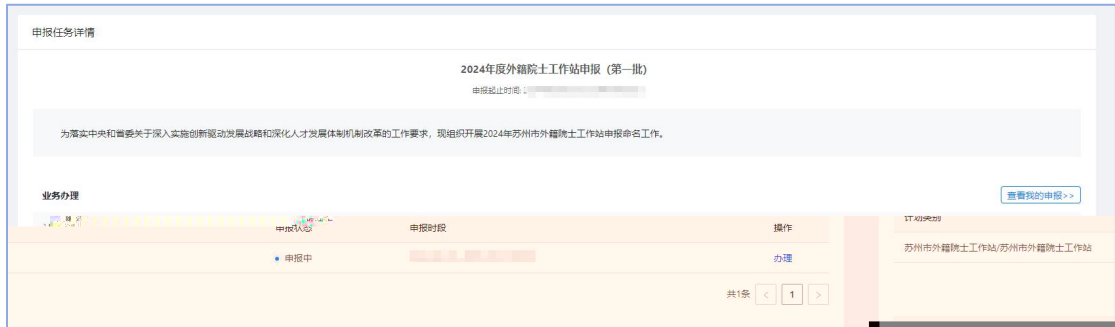 申报任务详情
2024年度外籍院士工作站申报（第一批）
申报起止时间:
为落实中央和省委关于深入实施创新驱动发展战略和深化人才发展体制机制改革的工作要求，现组织开展2024年苏州市外籍院士工作站申报命名工作。
业务办理
查看我的申报>>
申报状态 申报时段 操作 计划类别
申报中 办理 苏州市外籍院士工作站/苏州市外籍院士工作站
共1条 < 1 >